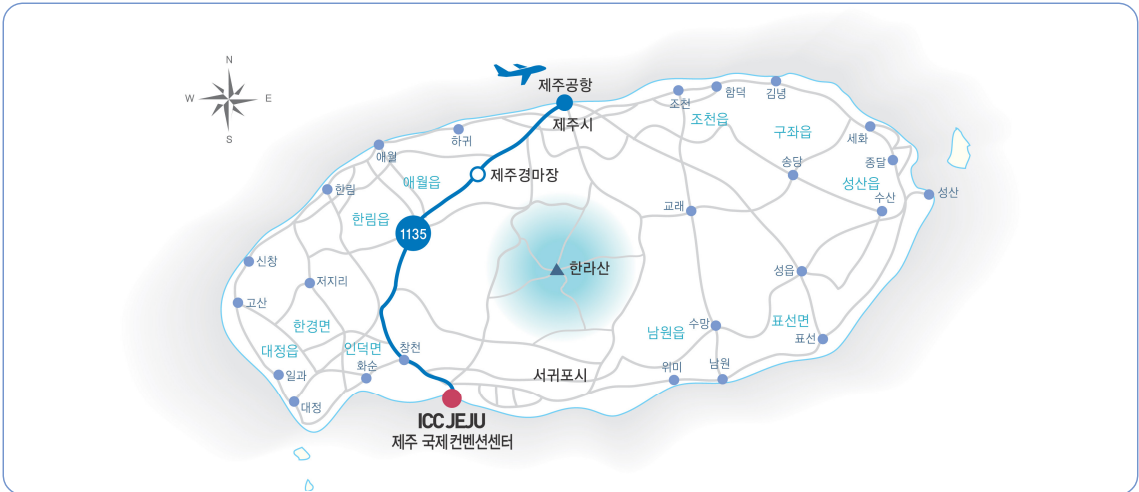 N
W
E
S
제주공항
제주시
조천
함덕
김녕
조천읍
구좌읍
세화
하귀
애월
송당
종달
제주경마장
애월읍
성산읍
한림
수산
성산
한림읍
교래
1135
신창
한라산
성읍
저지리
고산
한경면
남원읍
수망
표선면
표선
대정읍
안덕면
창천
화순
위미
남원
일과
서귀포시
대정
ICC JEJU
제주 국제컨벤션센터